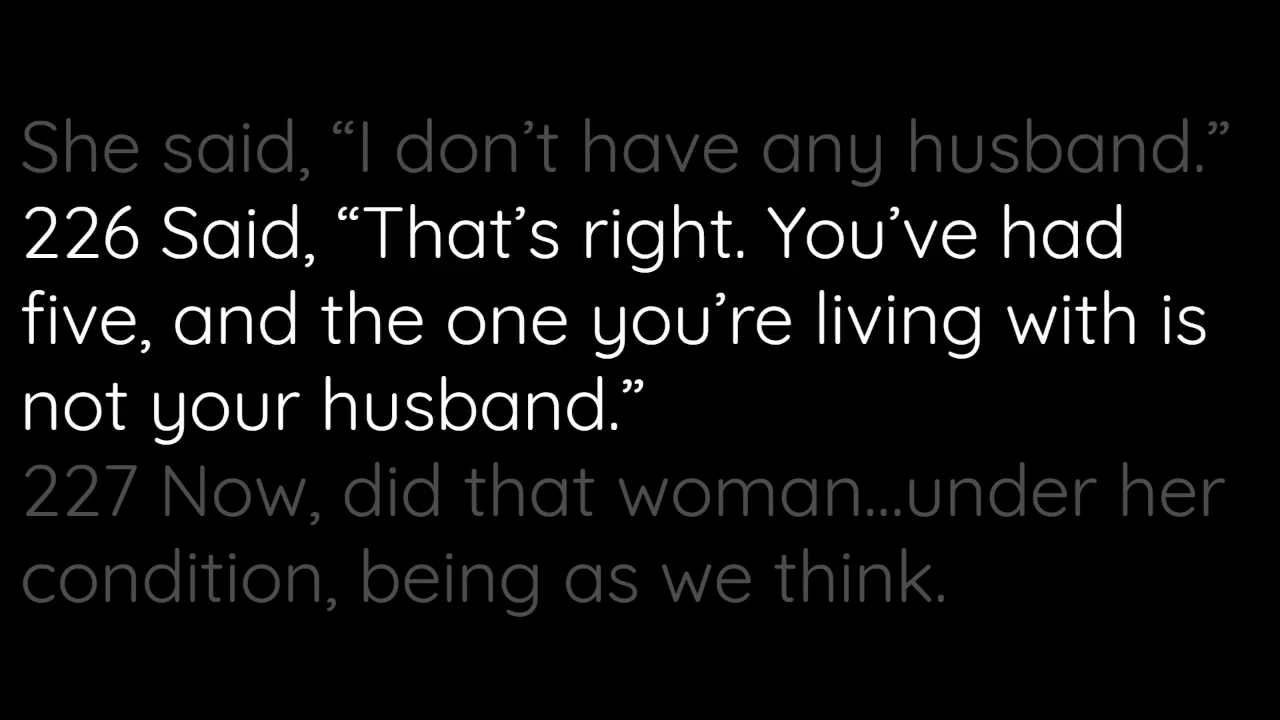 She said, “I don’t have any husband.”
226 Said, “That’s right. You’ve had
five, and the one you’re living with is
not your husband.”
227 Now, did that woman...under her
condition, being as we think.